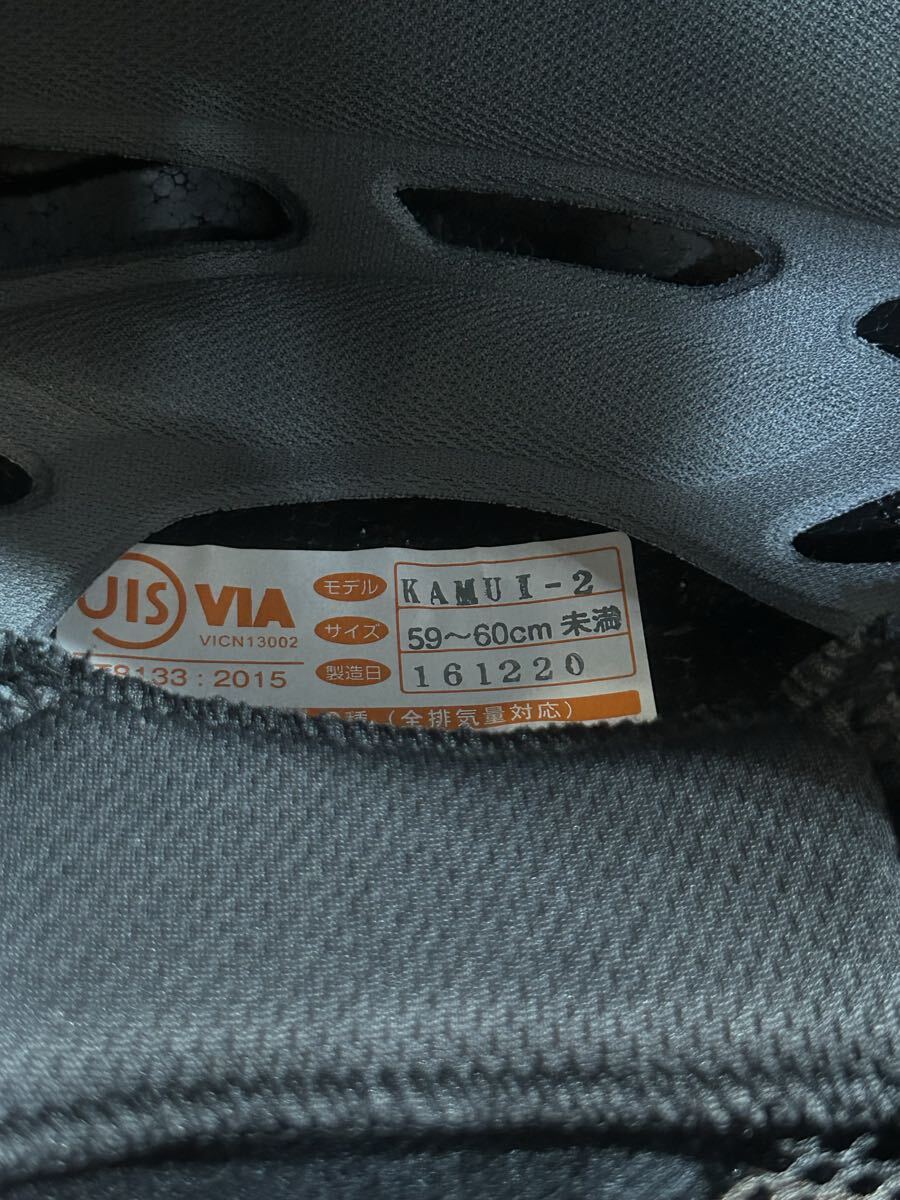 JIS VIA
VICN13002
T8133 : 2015
モデル KAMUI-2
サイズ 59〜60cm 未満
製造日 161220
種 (全排気量対応)